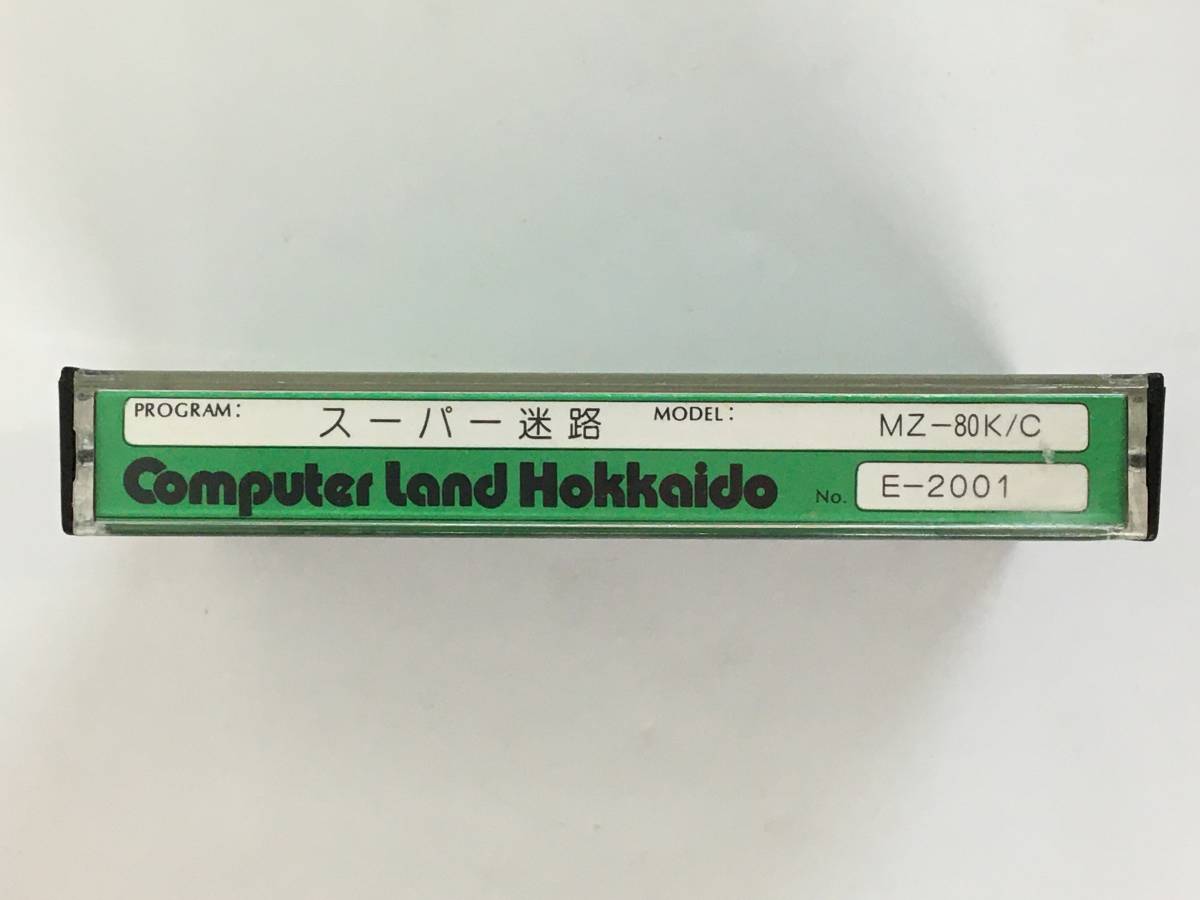 PROGRAM: スーパー迷路 MODEL: MZ-80K/C
Computer Land Hokkaido No. E-2001